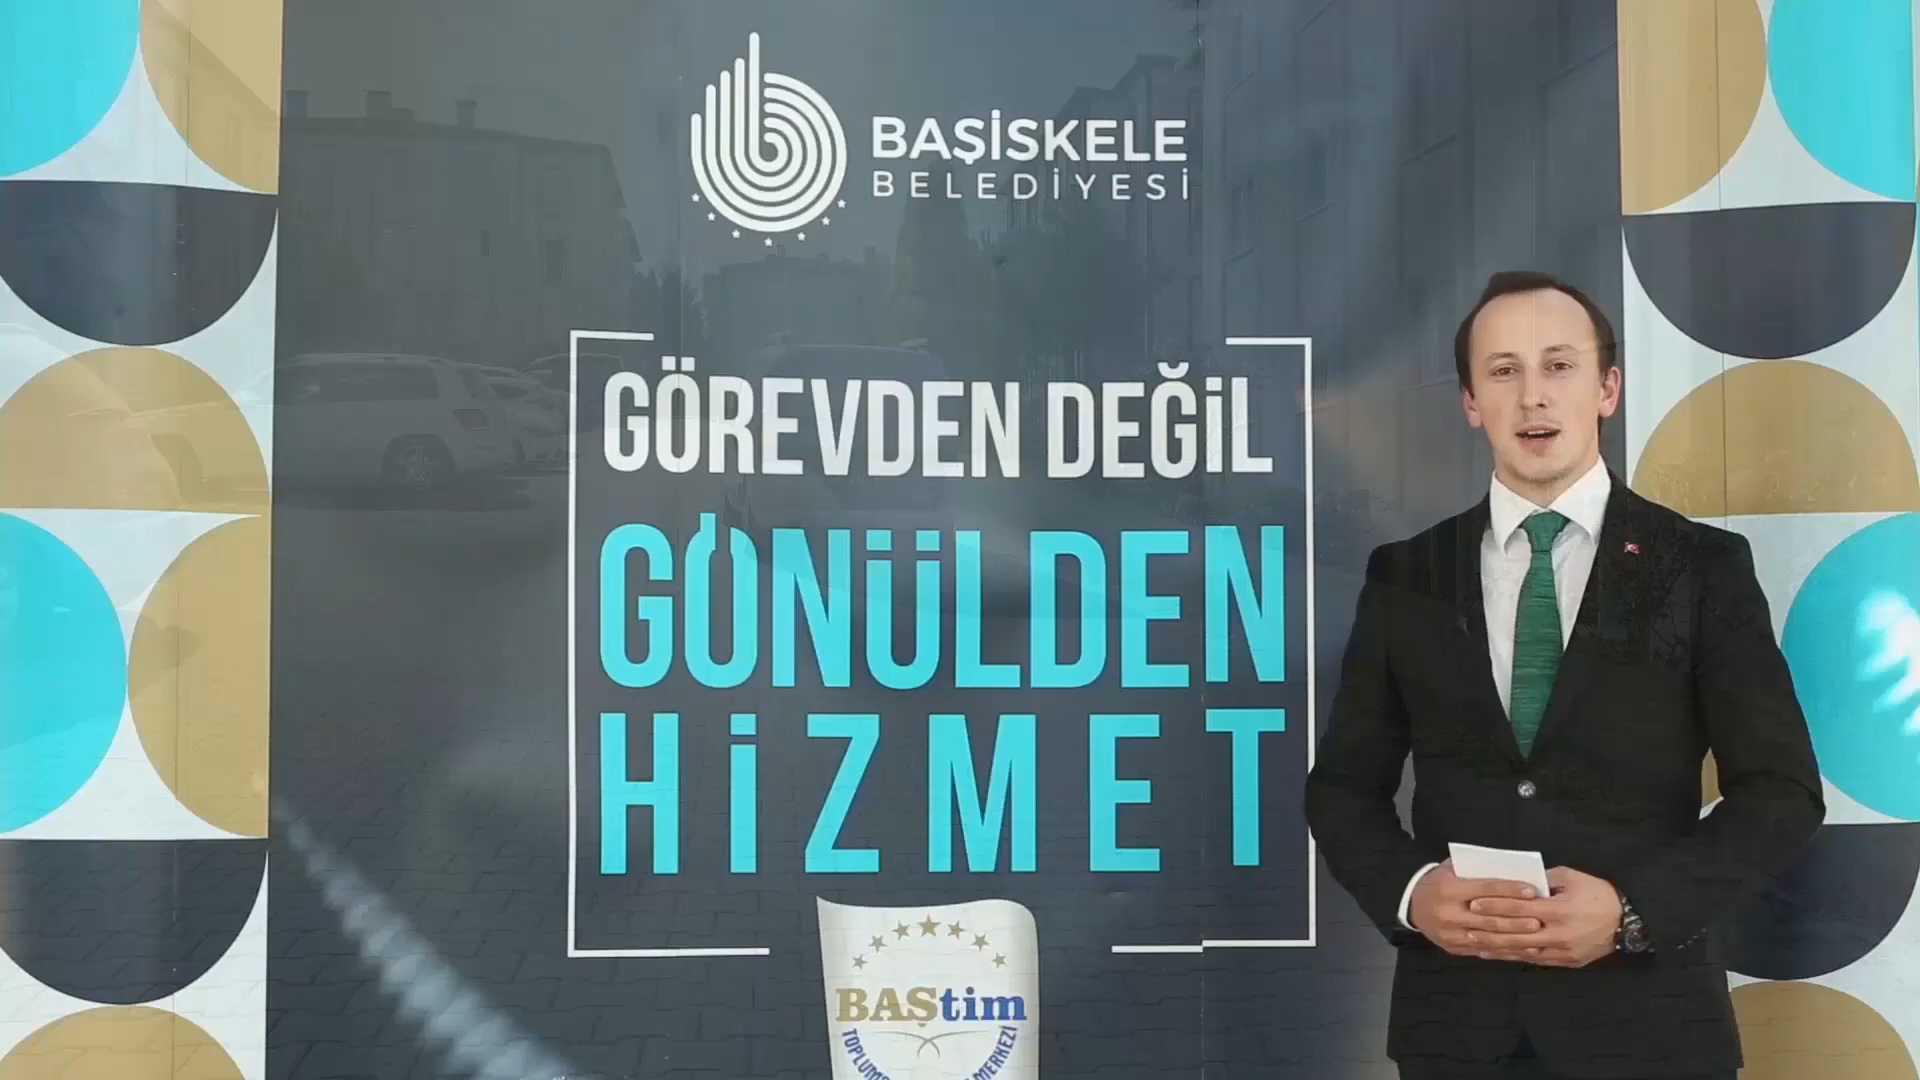 BAŞİSKELE
BELEDİYESİ
GÖREVDEN DEĞİL
GÖNÜLDEN
HİZMET
BAŞtim